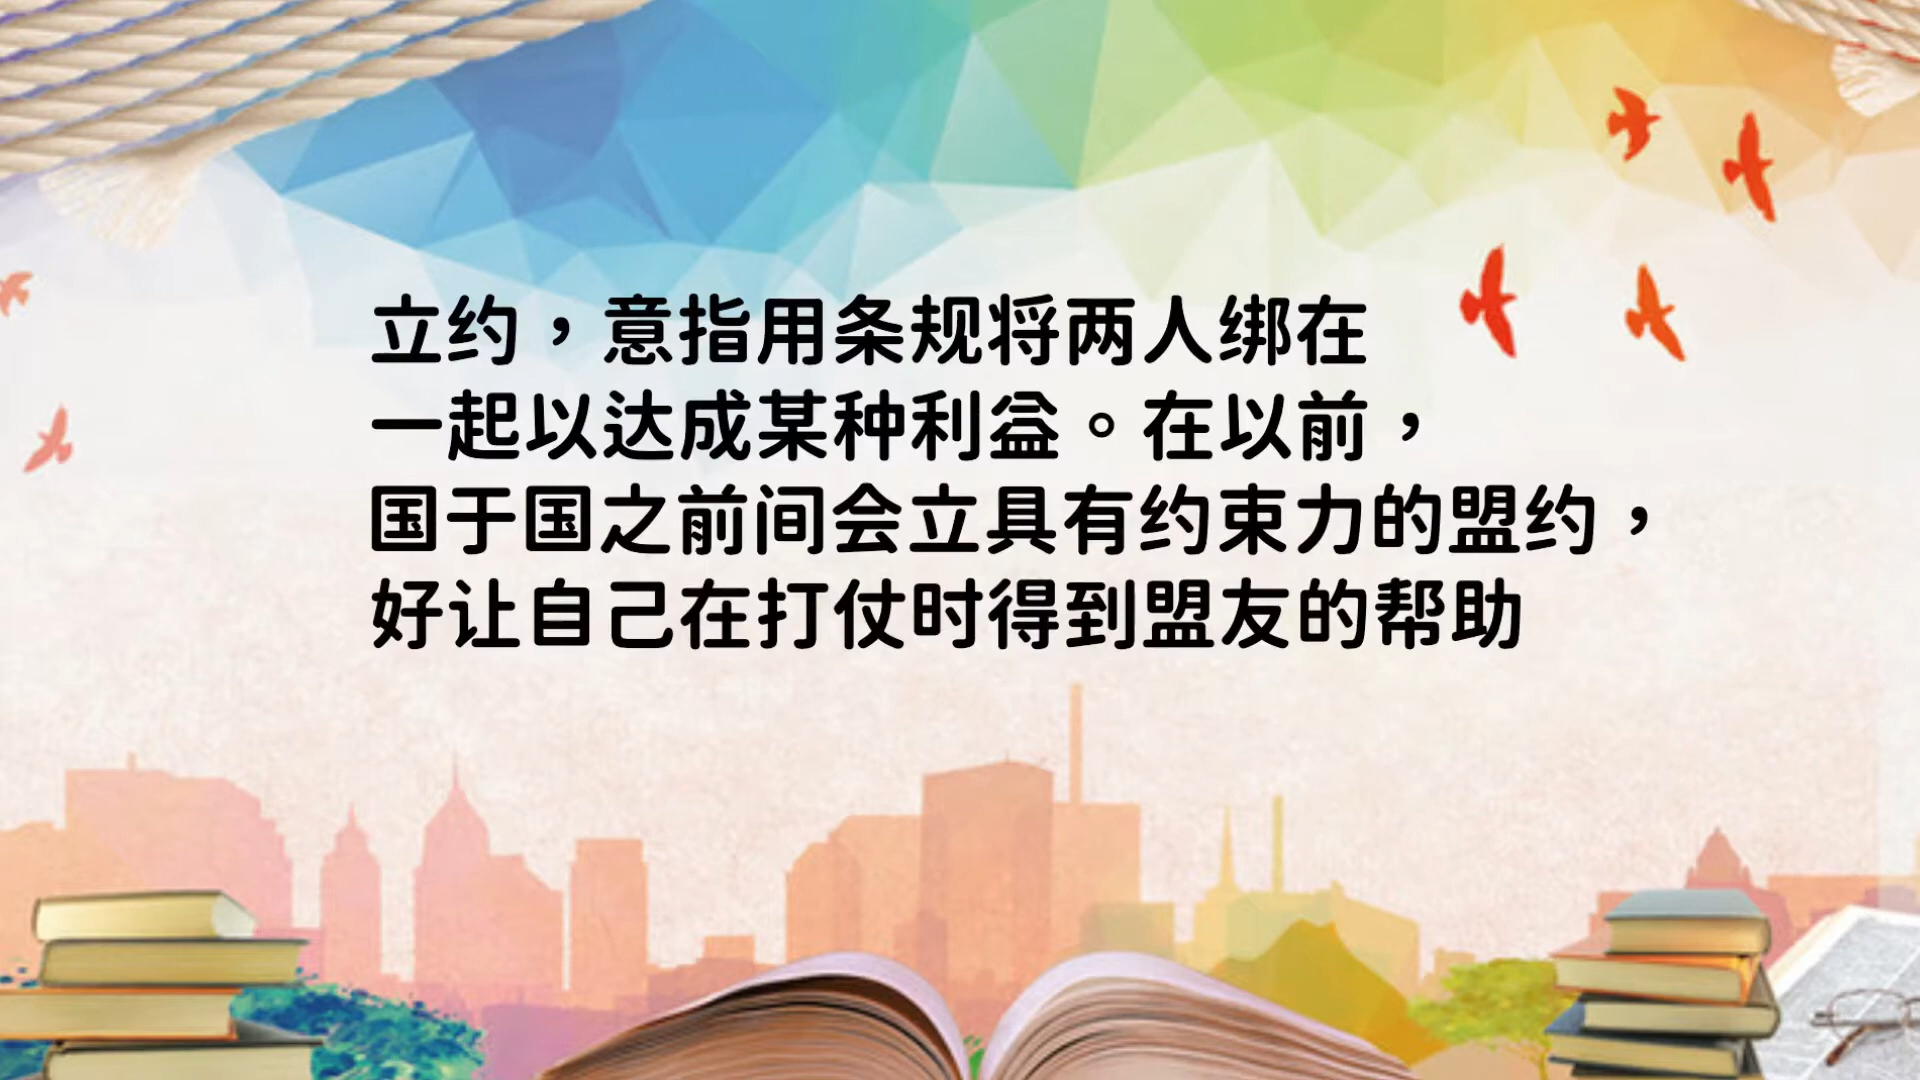 立约，意指用条规将两人绑在
一起以达成某种利益。在以前，
国于国之前间会立具有约束力的盟约，
好让自己在打仗时得到盟友的帮助